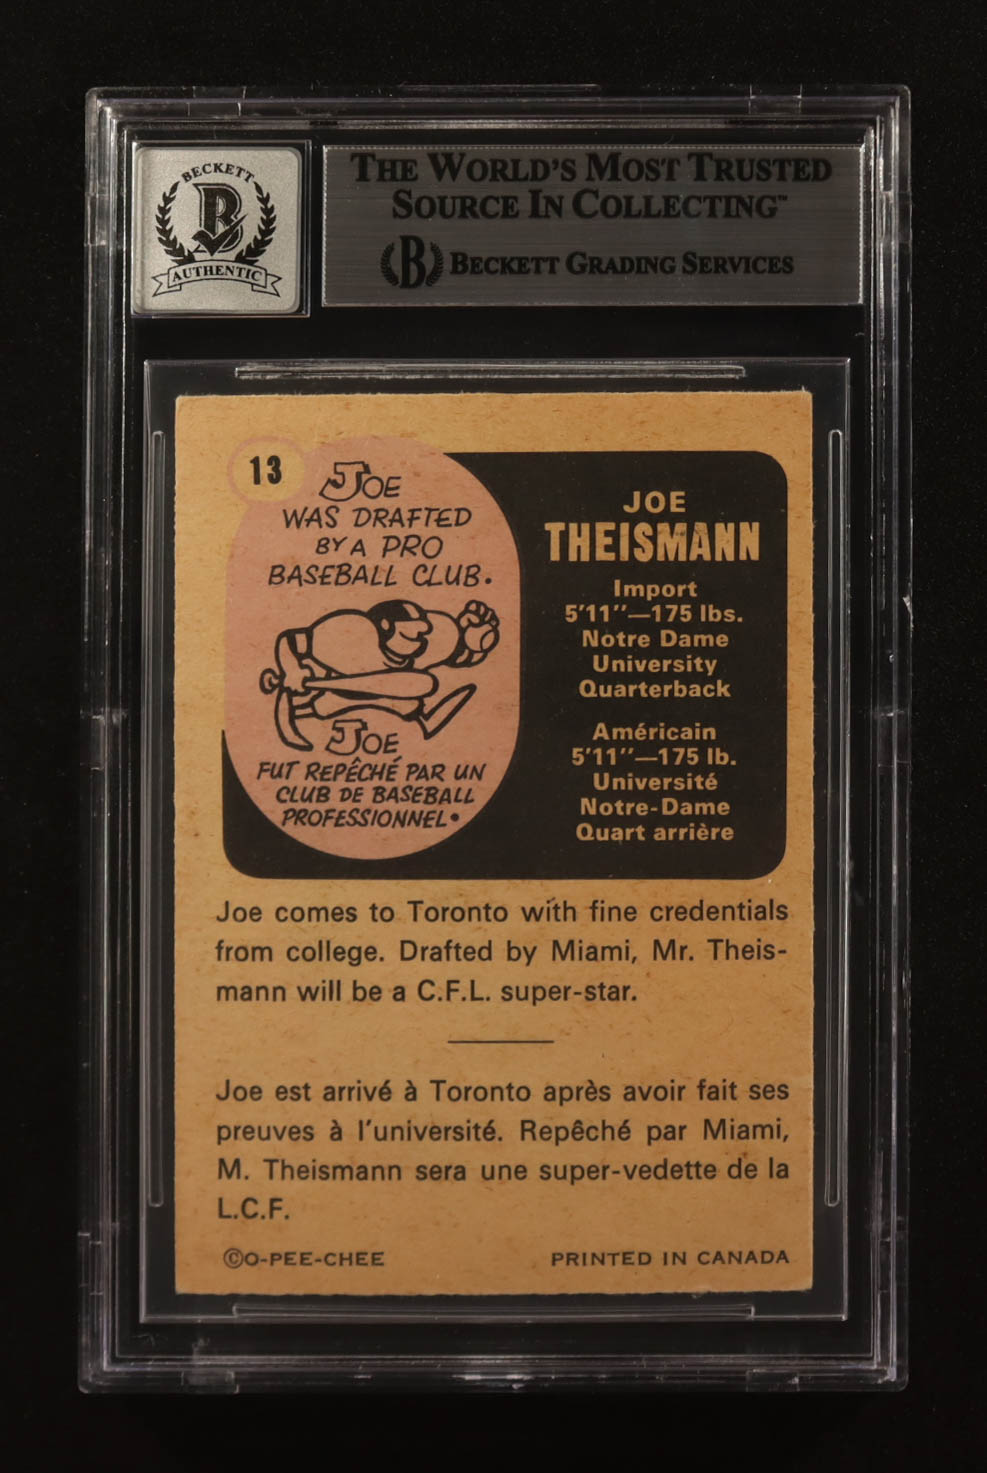 BECKETT
B
AUTHENTIC
THE WORLD'S MOST TRUSTED
SOURCE IN COLLECTING™
B BECKETT GRADING SERVICES
13
JOE
WAS DRAFTED
BY A PRO
BASEBALL CLUB.
JOE
FUT REPÊCHÉ PAR UN
CLUB DE BASEBALL
PROFESSIONNEL.
JOE
THEISMANN
Import
5'11"—175 lbs.
Notre Dame
University
Quarterback
Américain
5'11"—175 lb.
Université
Notre-Dame
Quart arrière
Joe comes to Toronto with fine credentials
from college. Drafted by Miami, Mr. Theis-
mann will be a C.F.L. super-star.
Joe est arrivé à Toronto après avoir fait ses
preuves à l'université. Repêché par Miami,
M. Theismann sera une super-vedette de la
L.C.F.
©O-PEE-CHEE
PRINTED IN CANADA